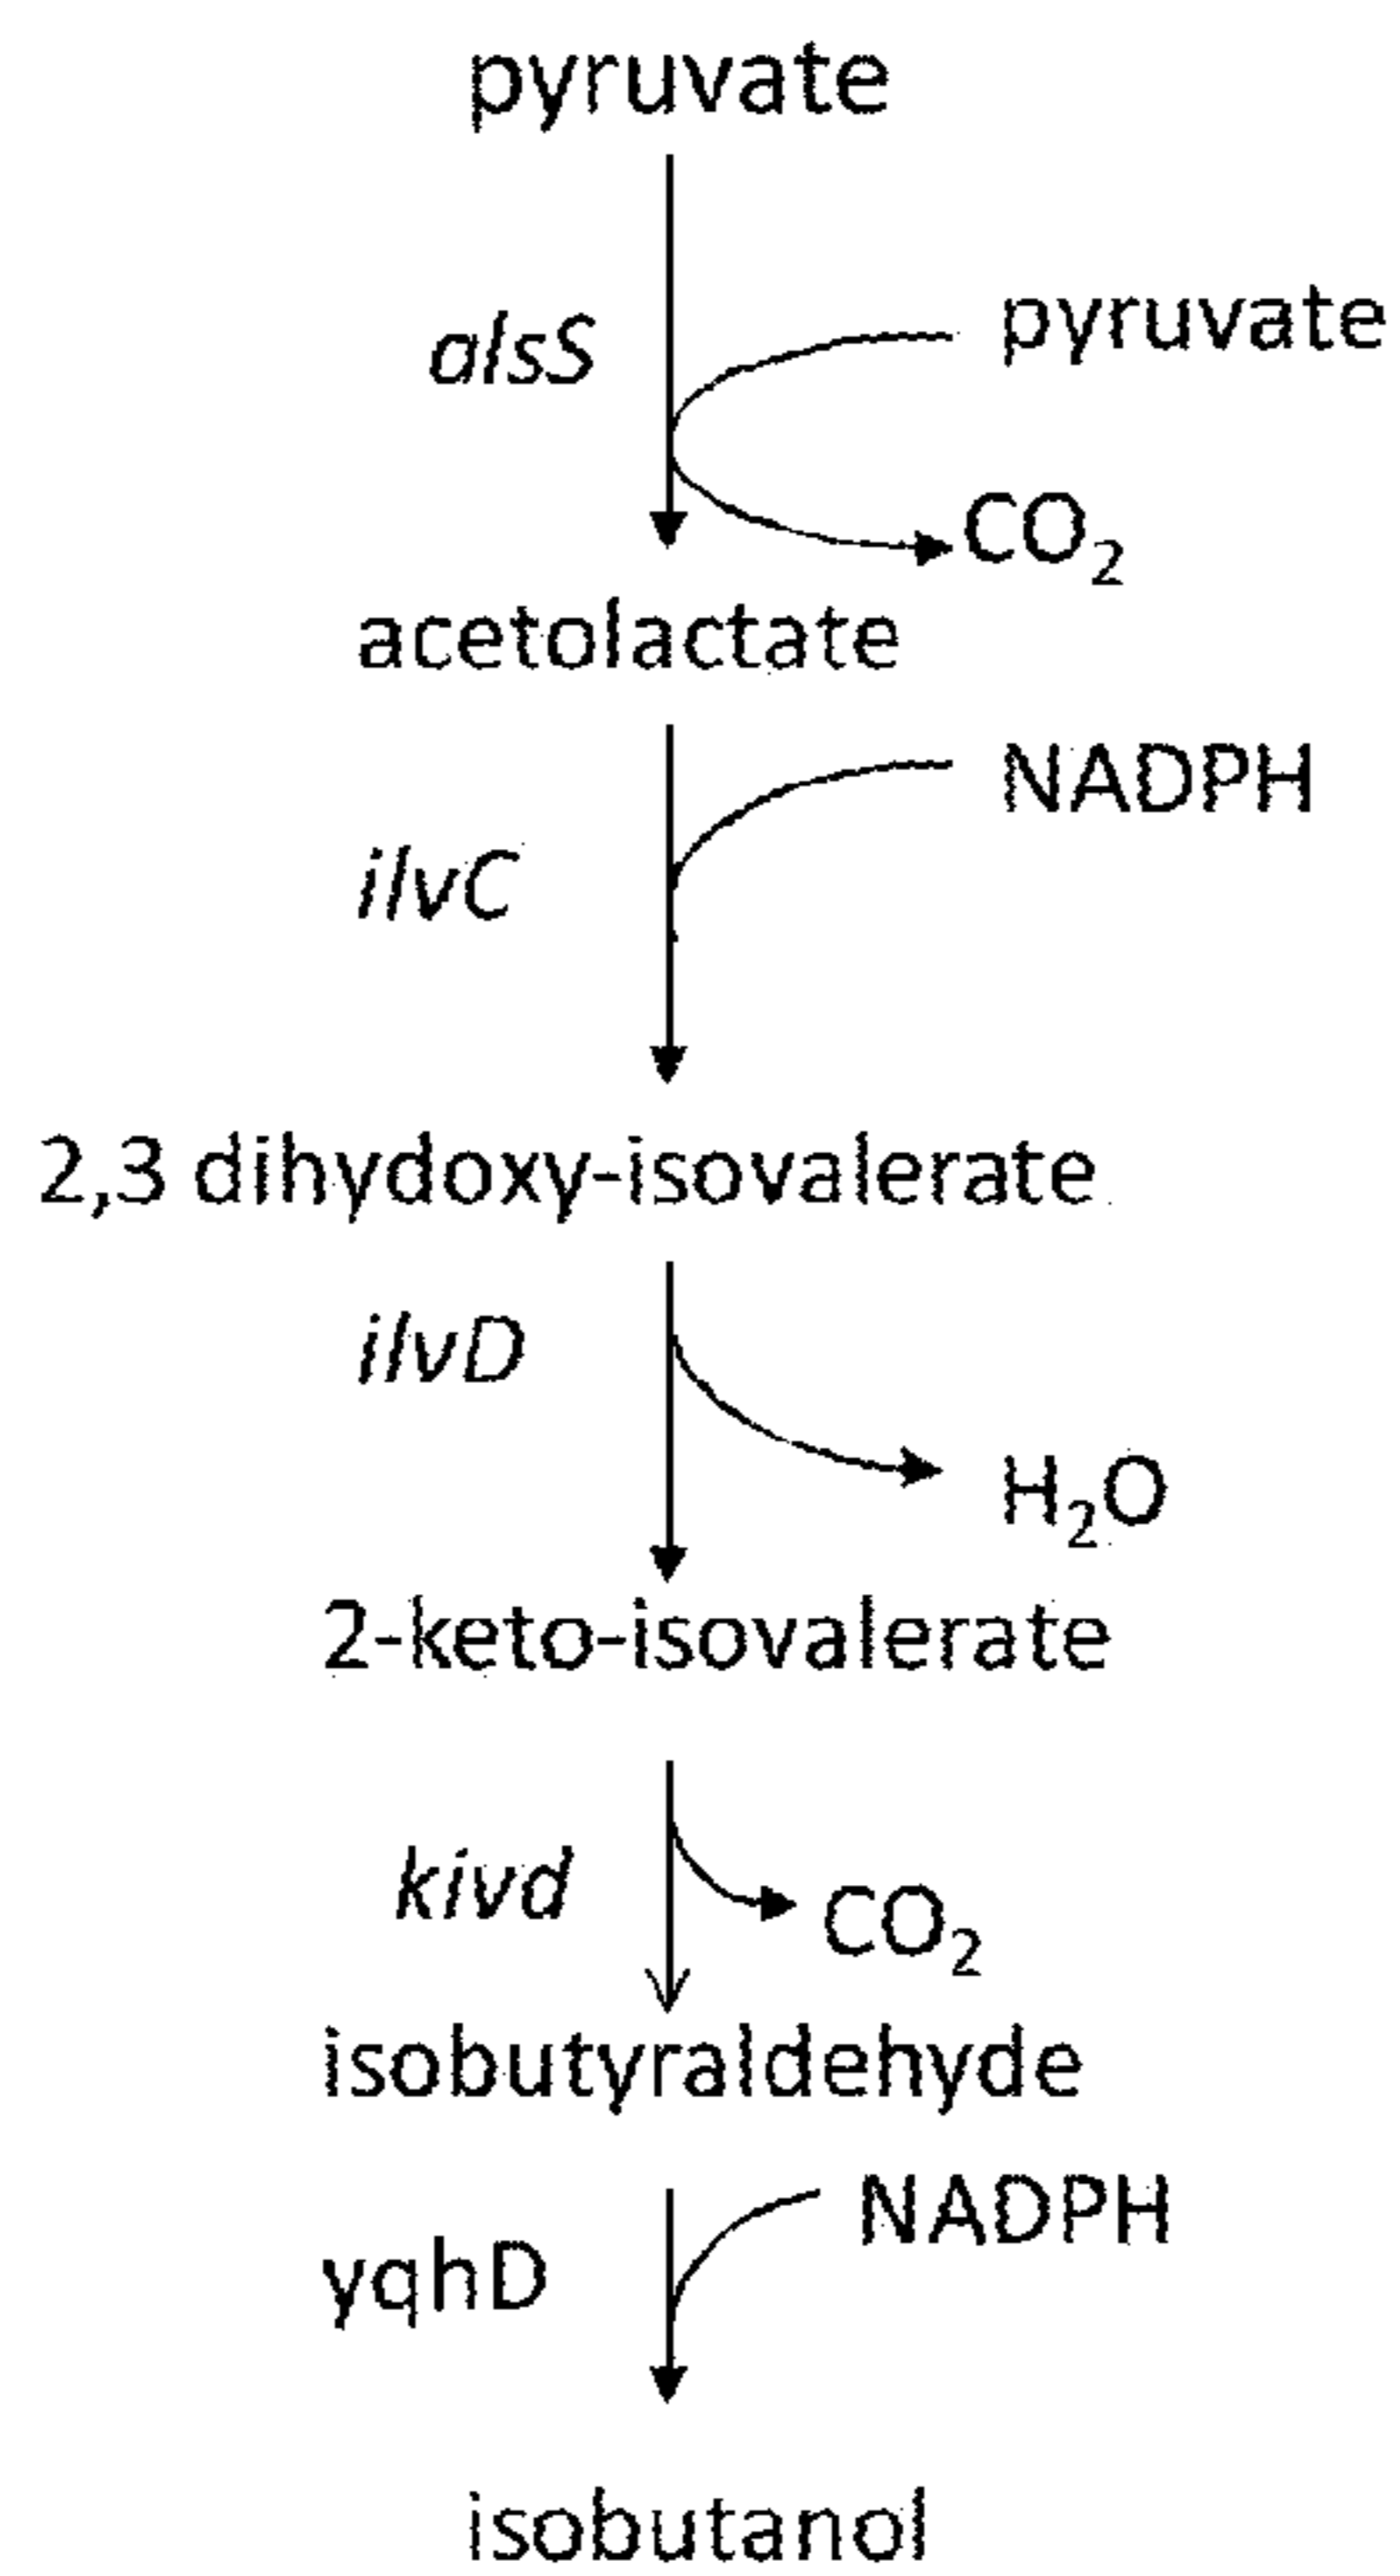 pyruvate
alsS
pyruvate
CO₂
acetolactate
NADPH
ilvC
2,3 dihydoxy-isovalerate
ilvD
H₂O
2-keto-isovalerate
kivd
CO₂
isobutyraldehyde
NADPH
yqhD
isobutanol